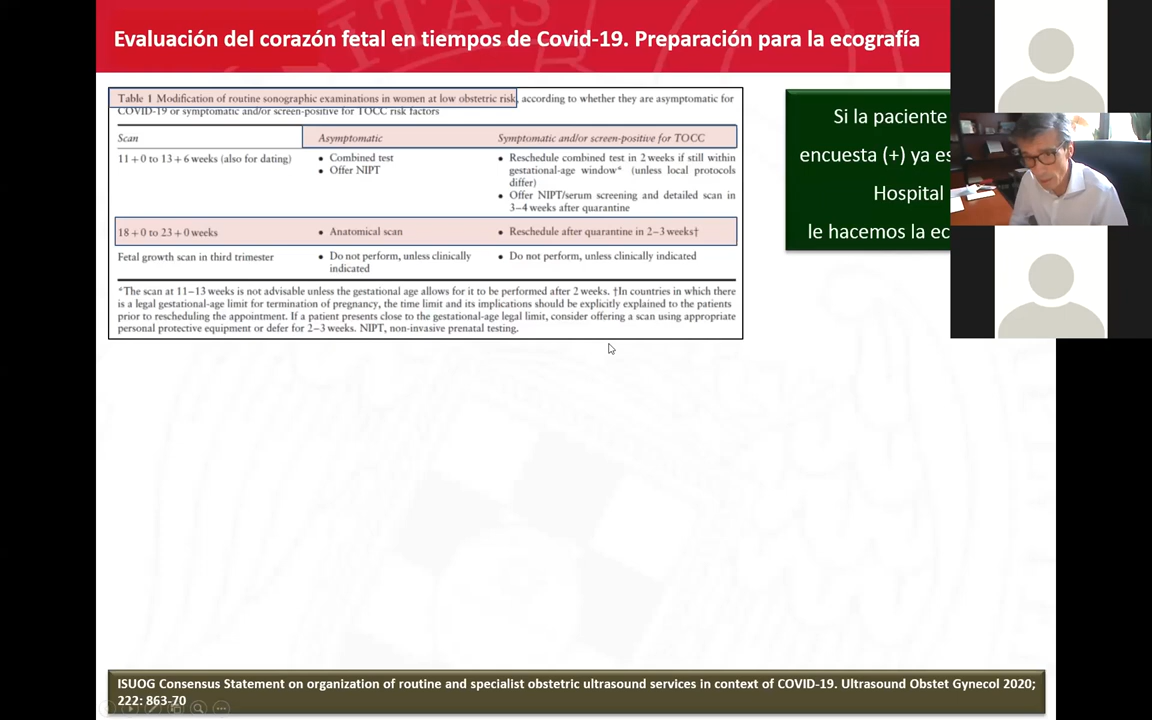 Evaluación del corazón fetal en tiempos de Covid-19. Preparación para la ecografía
Table 1 Modification of routine sonographic examinations in women at low obstetric risk, according to whether they are asymptomatic for
COVID-19 or symptomatic and/or screen-positive for TOCC risk factors
Scan Asymptomatic Symptomatic and/or screen-positive for TOCC
11 + 0 to 13 + 6 weeks (also for dating)
• Combined test
• Offer NIPT
• Reschedule combined test in 2 weeks if still within
gestational-age window* (unless local protocols
differ)
• Offer NIPT/serum screening and detailed scan in
3–4 weeks after quarantine
18 + 0 to 23 + 0 weeks • Anatomical scan • Reschedule after quarantine in 2–3 weeks†
Fetal growth scan in third trimester
• Do not perform, unless clinically
indicated
• Do not perform, unless clinically indicated
*The scan at 11–13 weeks is not advisable unless the gestational age allows for it to be performed after 2 weeks. †In countries in which there
is a legal gestational-age limit for termination of pregnancy, the time limit and its implications should be explicitly explained to the patients
prior to rescheduling the appointment. If a patient presents close to the gestational-age legal limit, consider offering a scan using appropriate
personal protective equipment or defer for 2–3 weeks. NIPT, non-invasive prenatal testing.
Si la paciente
encuesta (+) ya
Hospital
le hacemos la
ISUOG Consensus Statement on organization of routine and specialist obstetric ultrasound services in context of COVID-19. Ultrasound Obstet Gynecol 2020;
222: 863-70